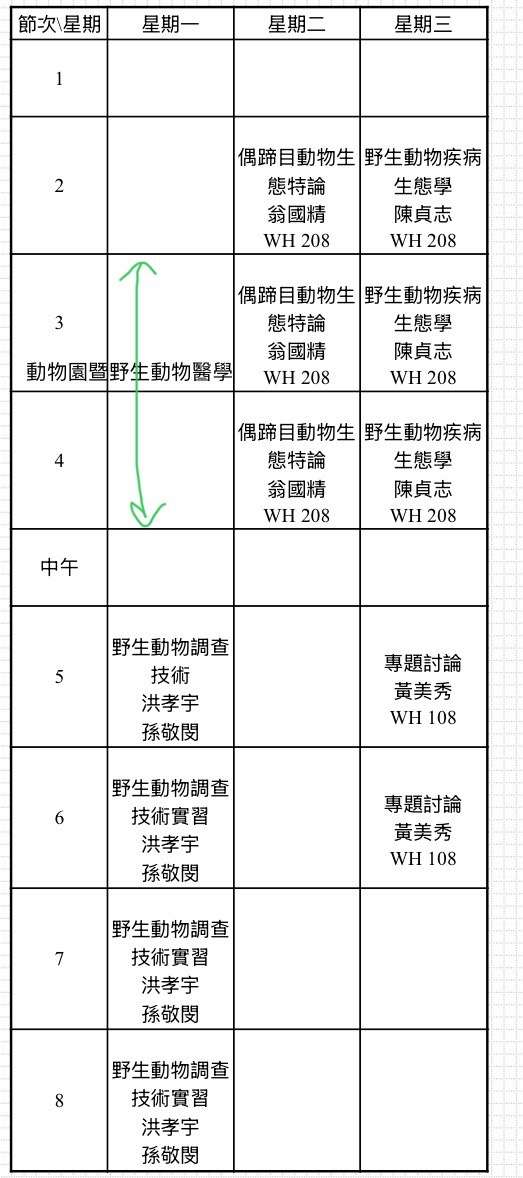 節次\星期 星期一 星期二 星期三
1
2
偶蹄目動物生
態特論
翁國精
WH 208
野生動物疾病
生態學
陳貞志
WH 208
3
動物園暨野生動物醫學
偶蹄目動物生
態特論
翁國精
WH 208
野生動物疾病
生態學
陳貞志
WH 208
4
偶蹄目動物生
態特論
翁國精
WH 208
野生動物疾病
生態學
陳貞志
WH 208
中午
5
野生動物調查
技術
洪孝宇
孫敬閔
專題討論
黃美秀
WH 108
6
野生動物調查
技術實習
洪孝宇
孫敬閔
專題討論
黃美秀
WH 108
7
野生動物調查
技術實習
洪孝宇
孫敬閔
8
野生動物調查
技術實習
洪孝宇
孫敬閔